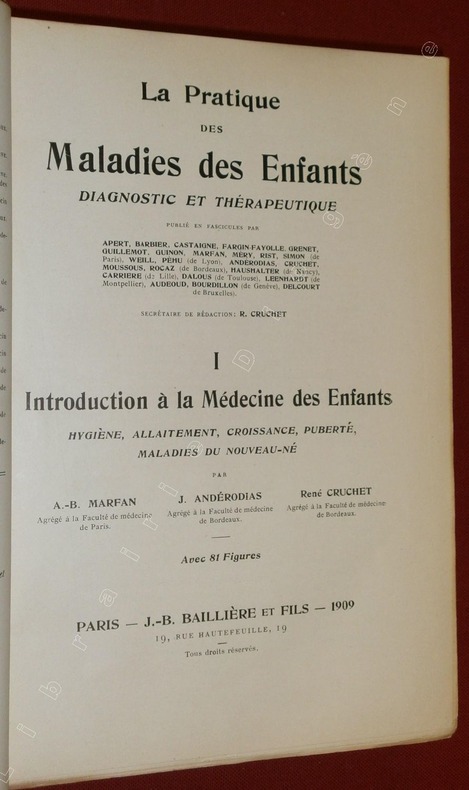 La Pratique
DES
Maladies des Enfants
DIAGNOSTIC ET THÉRAPEUTIQUE
PUBLIÉ EN FASCICULES PAR
APERT, BARBIER, CASTAIGNE, FARGIN-FAYOLLE, GRENET,
GUILLEMOT, GUINON, MARFAN, MÉRY, RIST, SIMON (de
Paris), WEILL, PÉHU (de Lyon), ANDÉRODIAS, CRUCHET,
MOUSSOUS, ROCAZ (de Bordeaux), HAUSHALTER (de Nancy),
CARRIÈRE (de Lille), DALOUS (de Toulouse), LEENHARDT (de
Montpellier), AUDEOUD, BOURDILLON (de Genève), DELCOURT
de Bruxelles).
SECRÉTAIRE DE RÉDACTION: R. CRUCHET
I
Introduction à la Médecine des Enfants
HYGIÈNE, ALLAITEMENT, CROISSANCE, PUBERTÉ,
MALADIES DU NOUVEAU-NÉ
PAR
A.-B. MARFAN
Agrégé à la Faculté de médecine
de Paris.
J. ANDÉRODIAS
Agrégé à la Faculté de médecine
de Bordeaux.
René CRUCHET
Agrégé à la Faculté de médecine
de Bordeaux.
Avec 81 Figures
PARIS — J.-B. BAILLIÈRE ET FILS — 1909
19, RUE HAUTEFEUILLE, 19
Tous droits réservés.